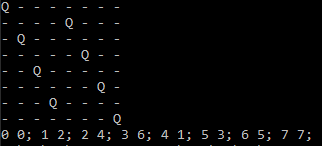 Q - - - - - - -
- - - - Q - - -
- Q - - - - - -
- - - - - Q - -
- - Q - - - - -
- - - - - - Q -
- - - Q - - - -
- - - - - - - Q
0 0; 1 2; 2 4; 3 6; 4 1; 5 3; 6 5; 7 7;